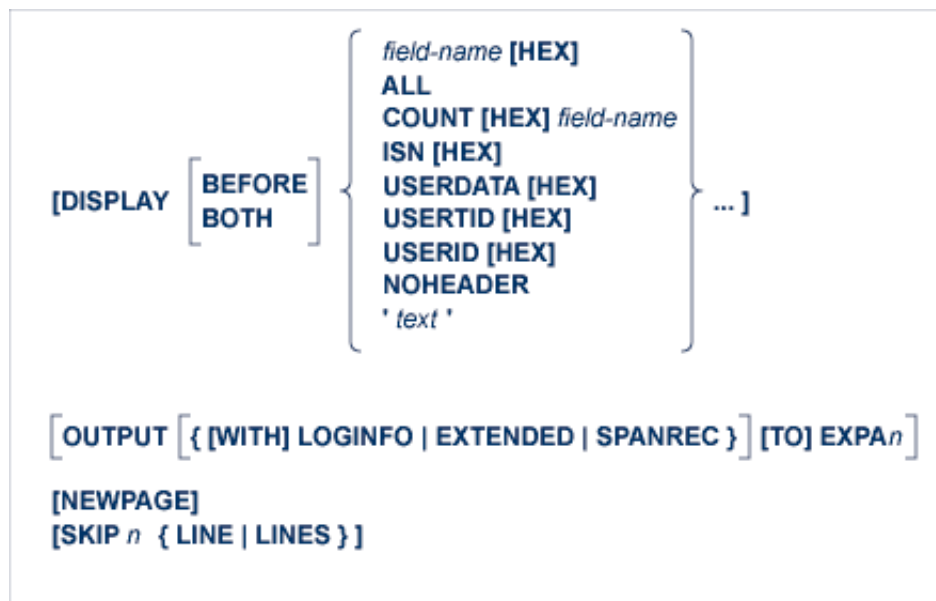 field-name [HEX]
ALL
COUNT [HEX] field-name
ISN [HEX]
[DISPLAY [BEFORE BOTH] USERDATA [HEX] ... ]
USERTID [HEX]
USERID [HEX]
NOHEADER
' text '
[OUTPUT [{ [WITH] LOGINFO | EXTENDED | SPANREC }] [TO] EXPAn]
[NEWPAGE]
[SKIP n { LINE | LINES } ]